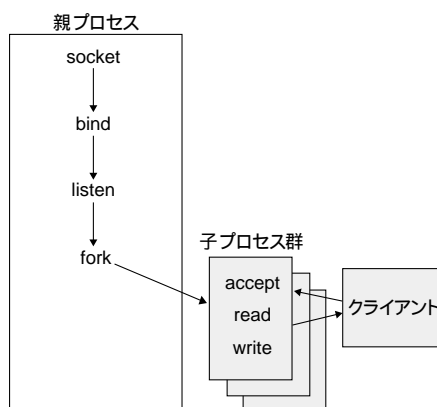 親プロセス
socket
bind
listen
fork
子プロセス群
accept
read
write
クライアント